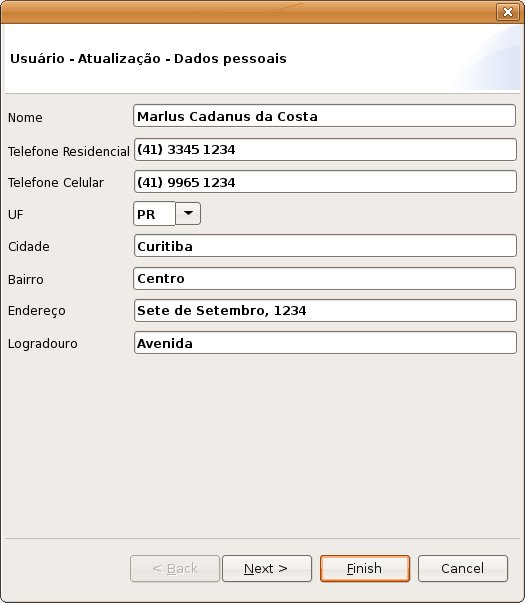 Usuário - Atualização - Dados pessoais
Nome Marlus Cadanus da Costa
Telefone Residencial (41) 3345 1234
Telefone Celular (41) 9965 1234
UF PR
Cidade Curitiba
Bairro Centro
Endereço Sete de Setembro, 1234
Logradouro Avenida
< Back Next > Finish Cancel